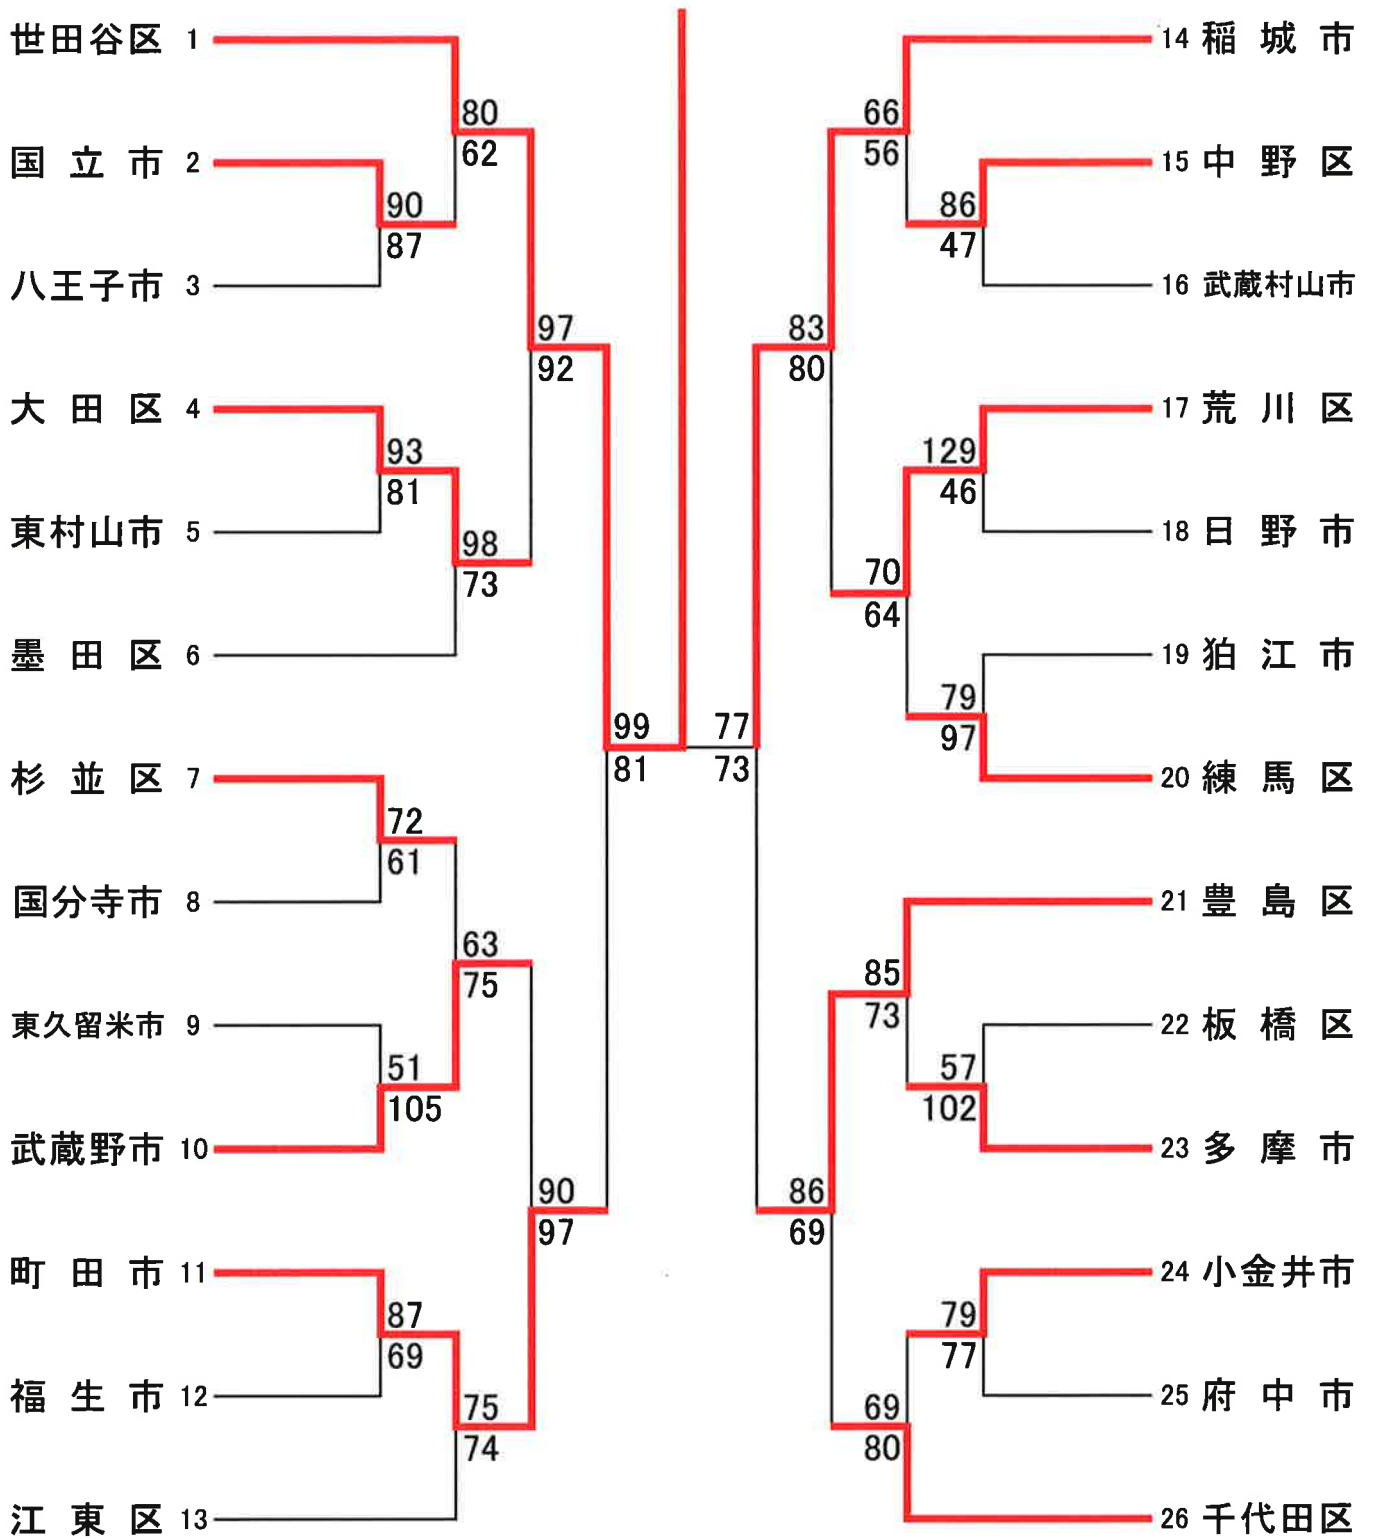 世田谷区 1
国立市 2
八王子市 3
大田区 4
東村山市 5
墨田区 6
杉並区 7
国分寺市 8
東久留米市 9
武蔵野市 10
町田市 11
福生市 12
江東区 13
90
87
93
81
72
61
51
105
87
69
80
62
98
73
63
75
75
74
97
92
90
97
99
81
77
73
83
80
86
69
66
56
70
64
85
73
69
80
86
47
129
46
79
97
57
102
79
77
14 稲城市
15 中野区
16 武蔵村山市
17 荒川区
18 日野市
19 狛江市
20 練馬区
21 豊島区
22 板橋区
23 多摩市
24 小金井市
25 府中市
26 千代田区